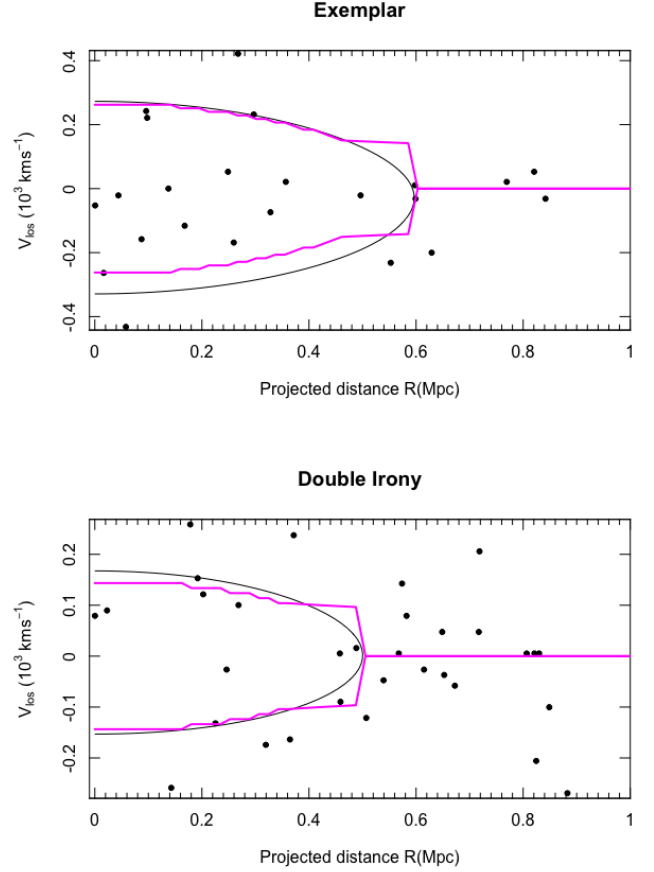 Exemplar
0.4
0.2
0
-0.2
-0.4
V_los (10³ kms⁻¹)
0 0.2 0.4 0.6 0.8 1
Projected distance R(Mpc)
Double Irony
0.2
0.1
0
-0.1
-0.2
V_los (10³ kms⁻¹)
0 0.2 0.4 0.6 0.8 1
Projected distance R(Mpc)